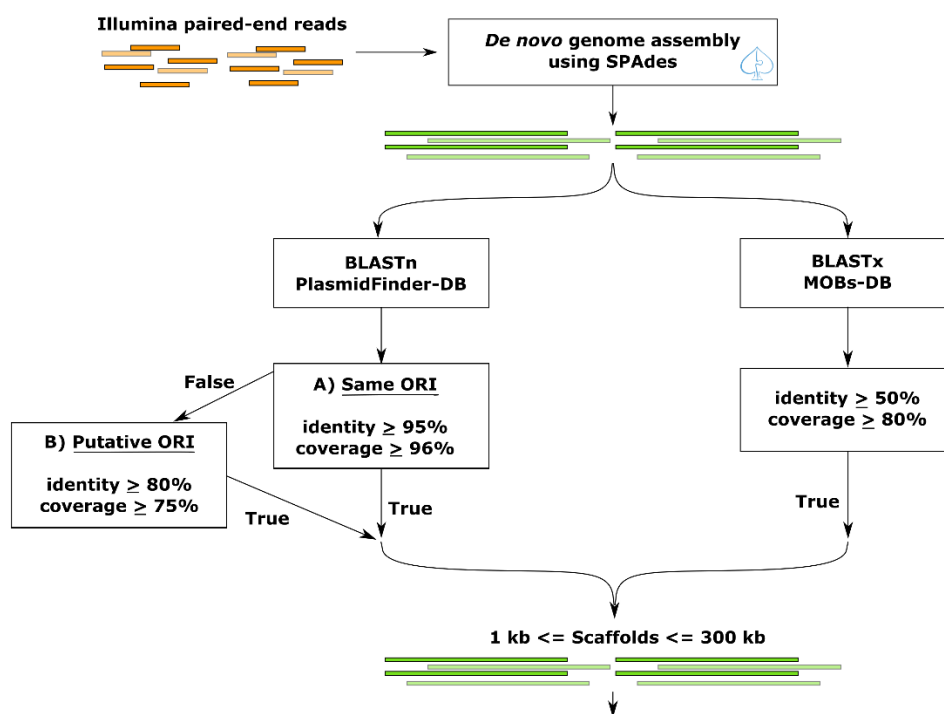 Illumina paired-end reads
De novo genome assembly
using SPAdes
BLASTn
PlasmidFinder-DB
BLASTx
MOBs-DB
False
A) Same ORI
identity ≥ 95%
coverage ≥ 96%
identity ≥ 50%
coverage ≥ 80%
B) Putative ORI
identity ≥ 80%
coverage ≥ 75%
True
True
True
1 kb <= Scaffolds <= 300 kb